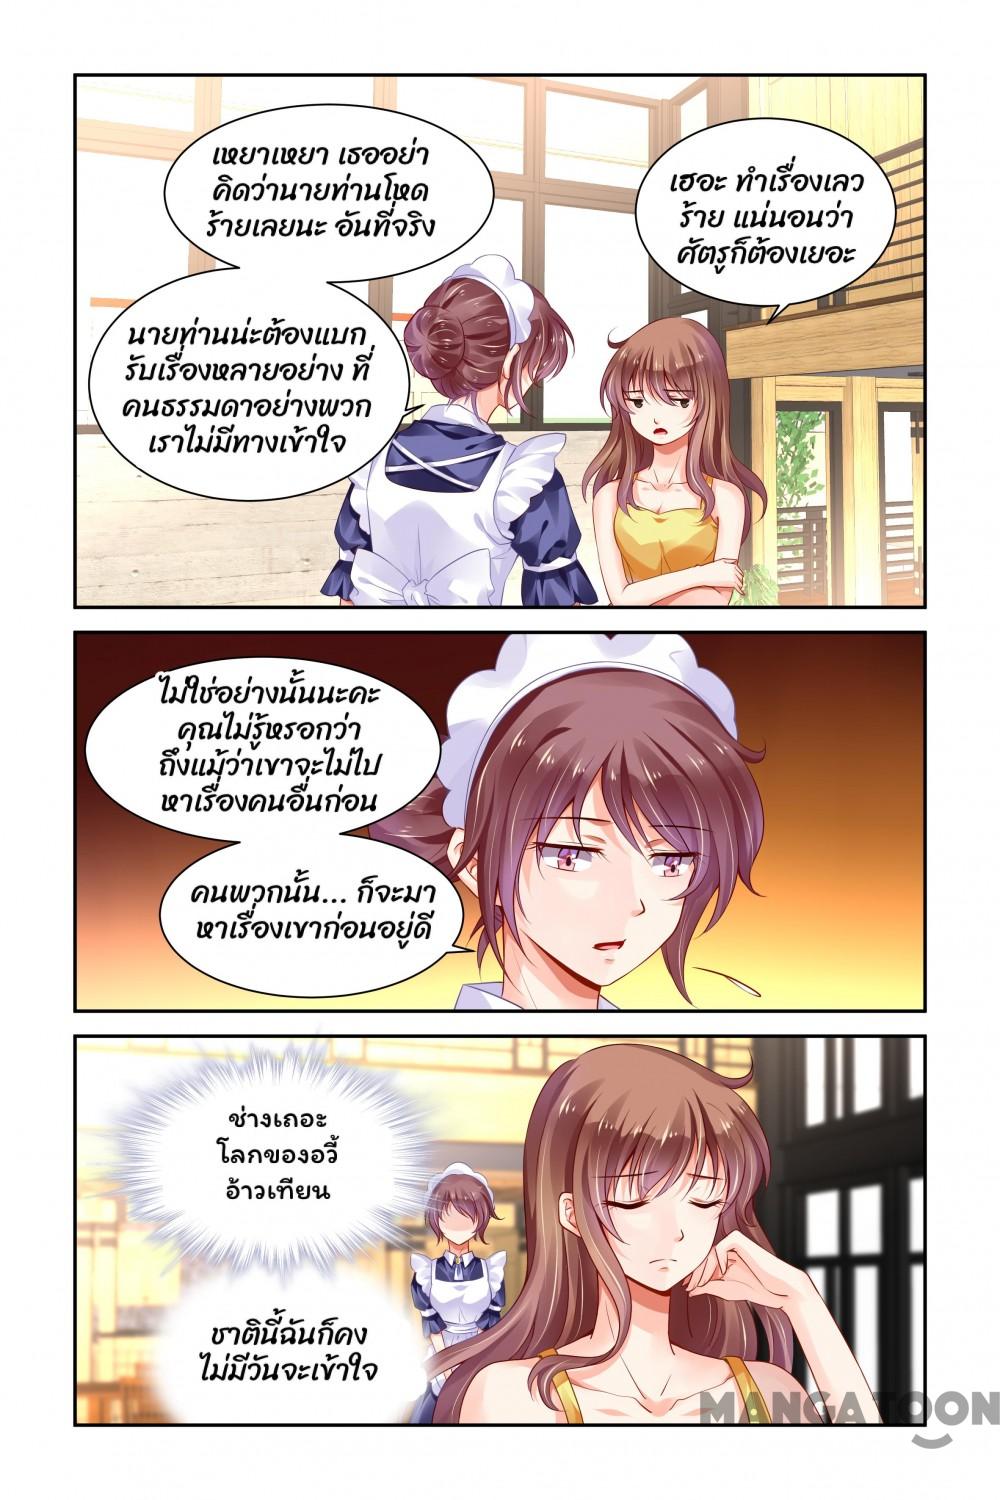 เหยาเหยา เธออย่า
คิดว่านายท่านโหด
ร้ายเลยนะ อันที่จริง
นายท่านน่ะต้องแบก
รับเรื่องหลายอย่าง ที่
คนธรรมดาอย่างพวก
เราไม่มีทางเข้าใจ
เฮอะ ทำเรื่องเลว
ร้าย แน่นอนว่า
ศัตรูก็ต้องเยอะ
ไม่ใช่อย่างนั้นนะคะ
คุณไม่รู้หรอกว่า
ถึงแม้ว่าเขาจะไม่ไป
หาเรื่องคนอื่นก่อน
คนพวกนั้น... ก็จะมา
หาเรื่องเขาก่อนอยู่ดี
ช่างเถอะ
โลกของอวี้
อ้าวเทียน
ชาตินี้ฉันก็คง
ไม่มีวันจะเข้าใจ
MANGATOON